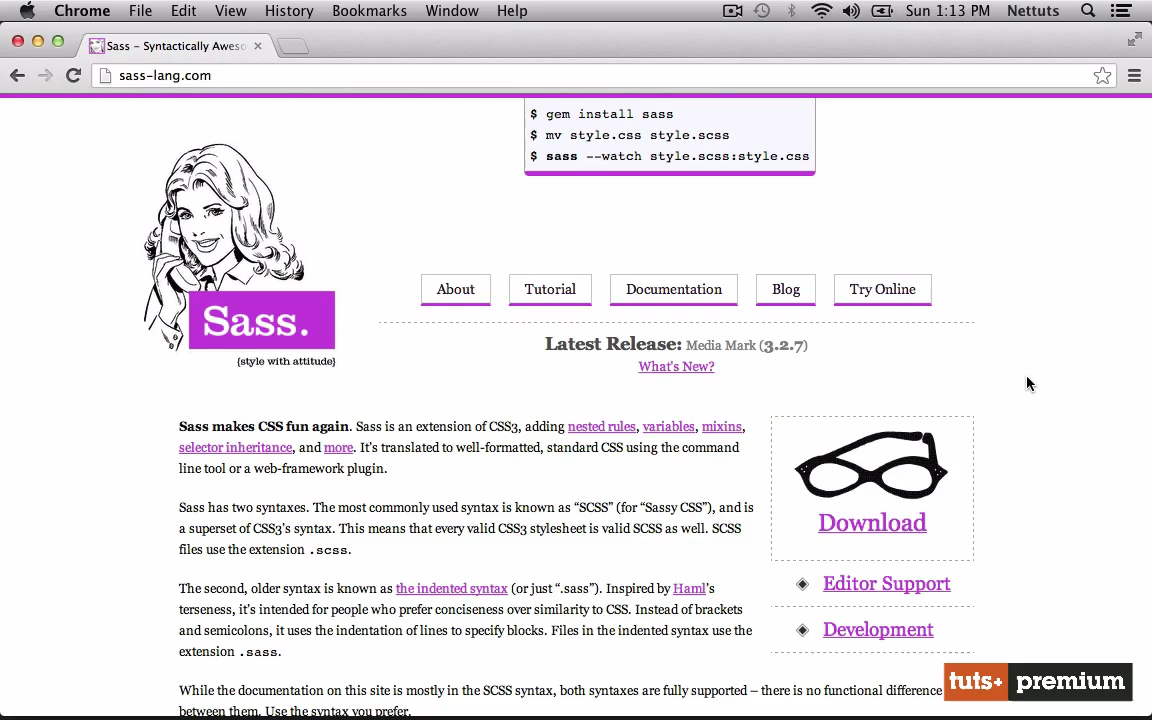 Chrome File Edit View History Bookmarks Window Help Sun 1:13 PM Nettuts
Sass – Syntactically Aweso
sass-lang.com
$ gem install sass
$ mv style.css style.scss
$ sass --watch style.scss:style.css
Sass.
{style with attitude}
About Tutorial Documentation Blog Try Online
Latest Release: Media Mark (3.2.7)
What's New?
Sass makes CSS fun again. Sass is an extension of CSS3, adding nested rules, variables, mixins,
selector inheritance, and more. It's translated to well-formatted, standard CSS using the command
line tool or a web-framework plugin.
Sass has two syntaxes. The most commonly used syntax is known as “SCSS” (for “Sassy CSS”), and is
a superset of CSS3's syntax. This means that every valid CSS3 stylesheet is valid SCSS as well. SCSS
files use the extension .scss.
The second, older syntax is known as the indented syntax (or just “.sass”). Inspired by Haml's
terseness, it's intended for people who prefer conciseness over similarity to CSS. Instead of brackets
and semicolons, it uses the indentation of lines to specify blocks. Files in the indented syntax use the
extension .sass.
While the documentation on this site is mostly in the SCSS syntax, both syntaxes are fully supported – there is no functional difference
between them. Use the syntax you prefer.
Download
Editor Support
Development
tuts+ premium